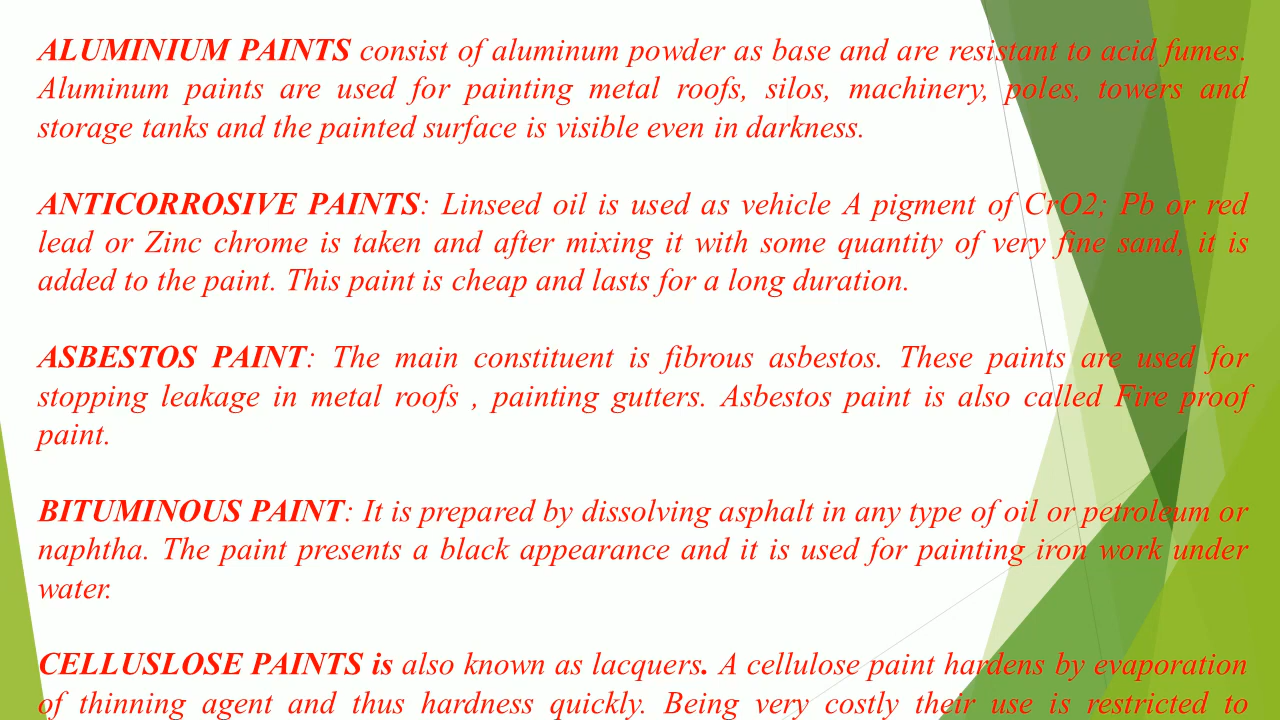 ALUMINIUM PAINTS consist of aluminum powder as base and are resistant to acid fumes.
Aluminum paints are used for painting metal roofs, silos, machinery, poles, towers and
storage tanks and the painted surface is visible even in darkness.
ANTICORROSIVE PAINTS: Linseed oil is used as vehicle A pigment of CrO2; Pb or red
lead or Zinc chrome is taken and after mixing it with some quantity of very fine sand, it is
added to the paint. This paint is cheap and lasts for a long duration.
ASBESTOS PAINT: The main constituent is fibrous asbestos. These paints are used for
stopping leakage in metal roofs , painting gutters. Asbestos paint is also called Fire proof
paint.
BITUMINOUS PAINT: It is prepared by dissolving asphalt in any type of oil or petroleum or
naphtha. The paint presents a black appearance and it is used for painting iron work under
water.
CELLUSLOSE PAINTS is also known as lacquers. A cellulose paint hardens by evaporation
of thinning agent and thus hardness quickly. Being very costly their use is restricted to